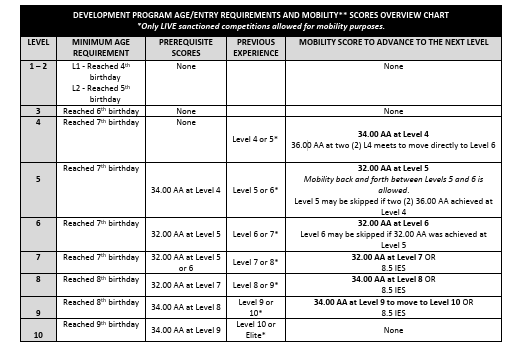 DEVELOPMENT PROGRAM AGE/ENTRY REQUIREMENTS AND MOBILITY** SCORES OVERVIEW CHART
*Only LIVE sanctioned competitions allowed for mobility purposes.
LEVEL MINIMUM AGE REQUIREMENT PREREQUISITE SCORES PREVIOUS EXPERIENCE MOBILITY SCORE TO ADVANCE TO THE NEXT LEVEL
1 – 2 L1 - Reached 4th birthday None None
L2 - Reached 5th birthday
3 Reached 6th birthday None None
4 Reached 7th birthday None Level 4 or 5* 34.00 AA at Level 4
36.00 AA at two (2) L4 meets to move directly to Level 6
5 Reached 7th birthday 34.00 AA at Level 4 Level 5 or 6* 32.00 AA at Level 5
Mobility back and forth between Levels 5 and 6 is allowed.
Level 5 may be skipped if two (2) 36.00 AA achieved at Level 4
6 Reached 7th birthday 32.00 AA at Level 5 Level 6 or 7* 32.00 AA at Level 6
Level 6 may be skipped if 32.00 AA was achieved at Level 5
7 Reached 7th birthday 32.00 AA at Level 5 or 6 Level 7 or 8* 32.00 AA at Level 7 OR
8.5 IES
8 Reached 8th birthday 32.00 AA at Level 7 Level 8 or 9* 34.00 AA at Level 8 OR
8.5 IES
9 Reached 8th birthday 34.00 AA at Level 8 Level 9 or 10* 34.00 AA at Level 9 to move to Level 10 OR
8.5 IES
10 Reached 9th birthday 34.00 AA at Level 9 Level 10 or Elite* None